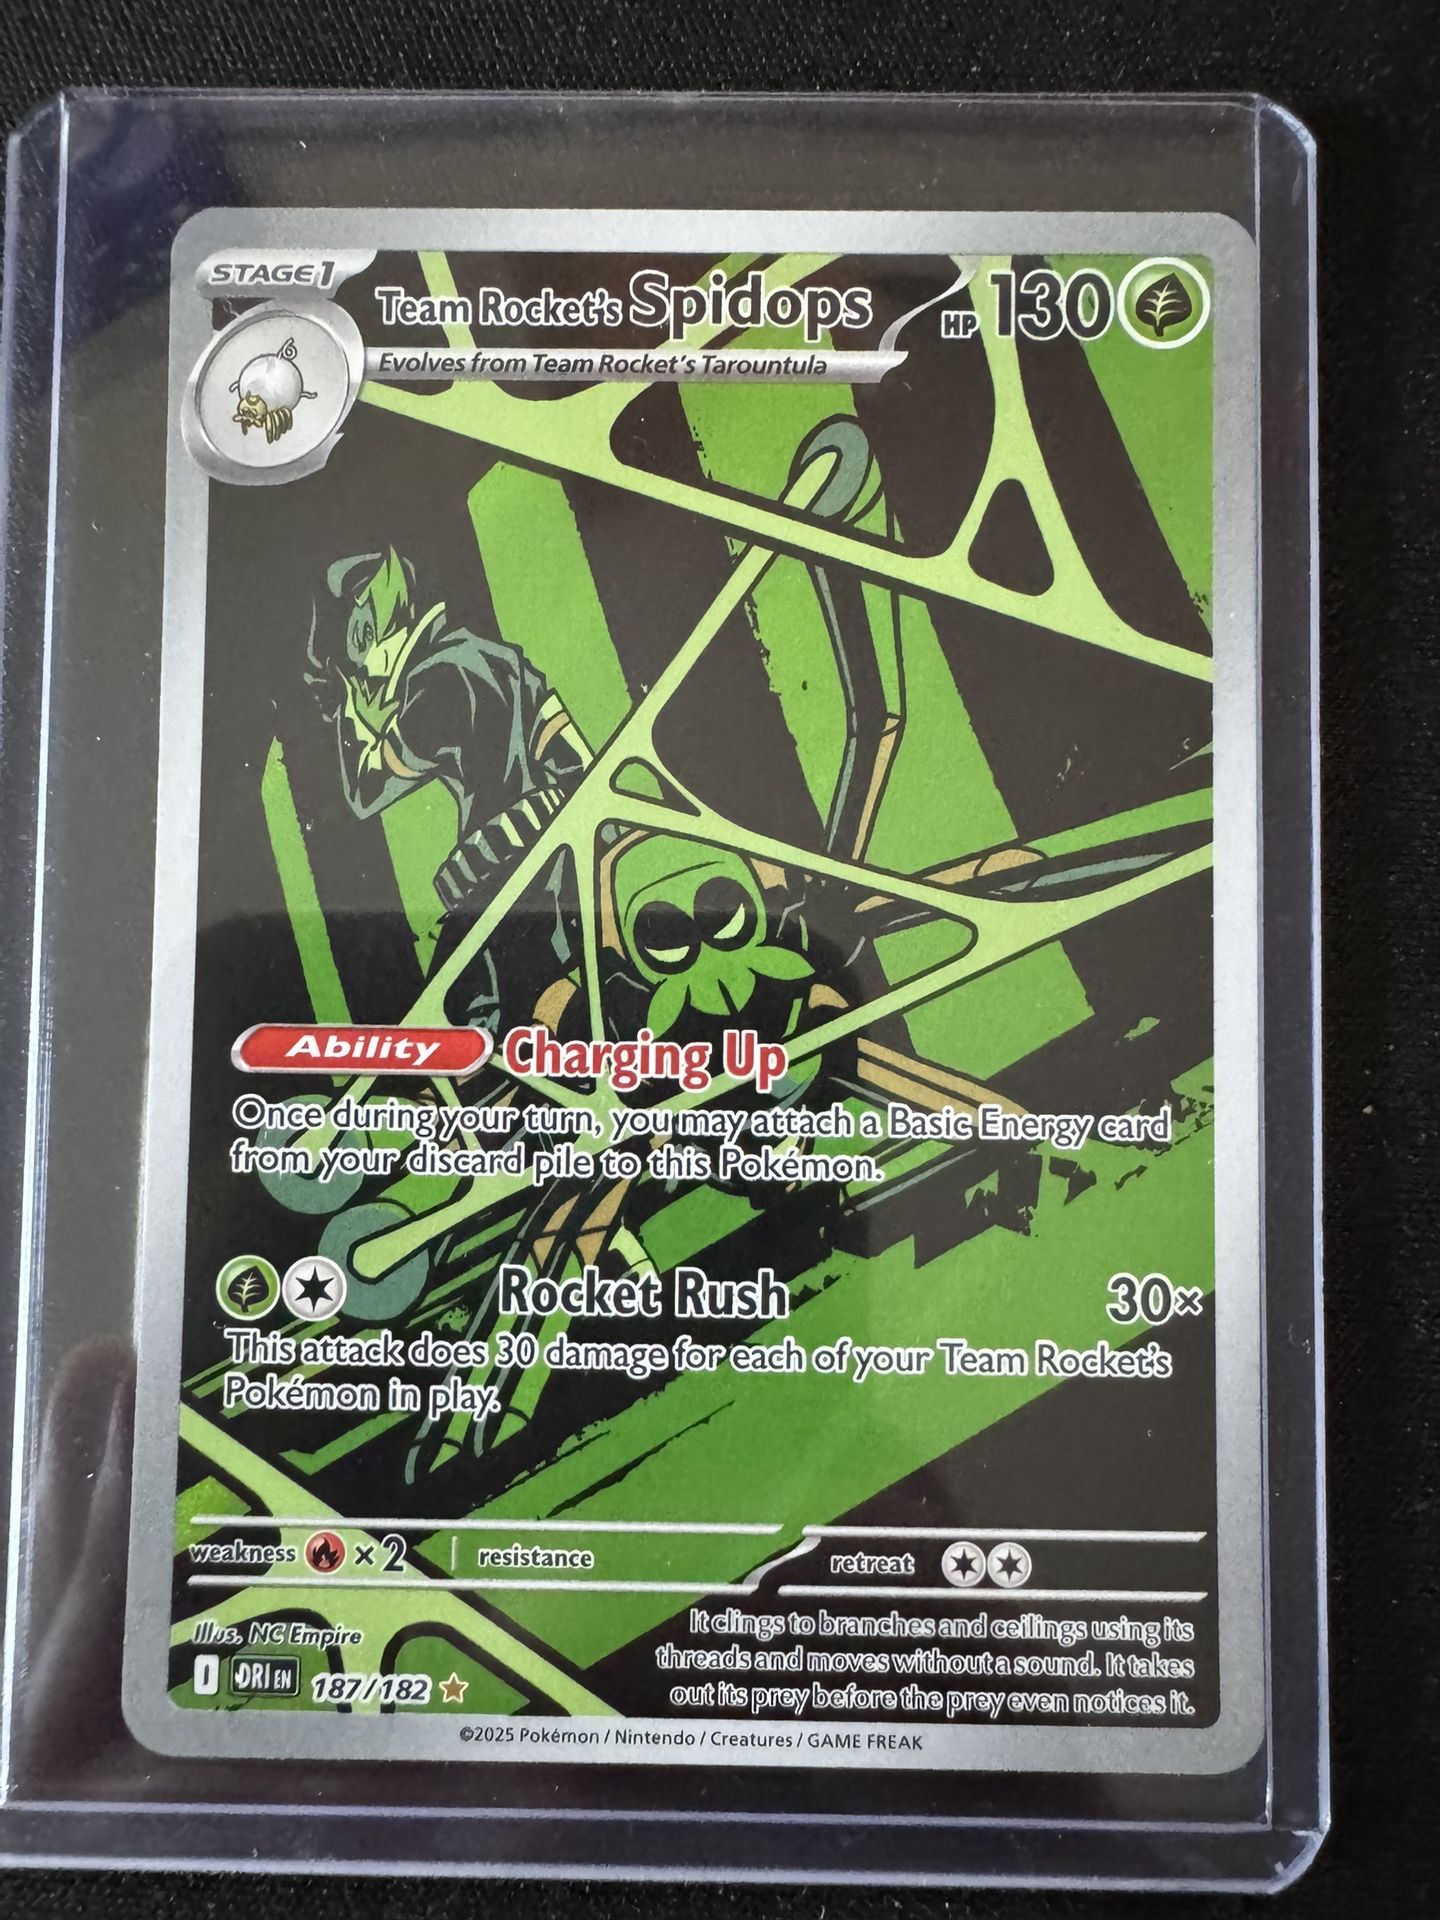 STAGE 1
Team Rocket's Spidops
HP 130
Evolves from Team Rocket's Tarountula
Ability Charging Up
Once during your turn, you may attach a Basic Energy card
from your discard pile to this Pokémon.
Rocket Rush 30×
This attack does 30 damage for each of your Team Rocket's
Pokémon in play.
weakness ×2 resistance retreat
It clings to branches and ceilings using its
threads and moves without a sound. It takes
out its prey before the prey even notices it.
Illus. NC Empire
I DRI EN 187/182
©2025 Pokémon / Nintendo / Creatures / GAME FREAK